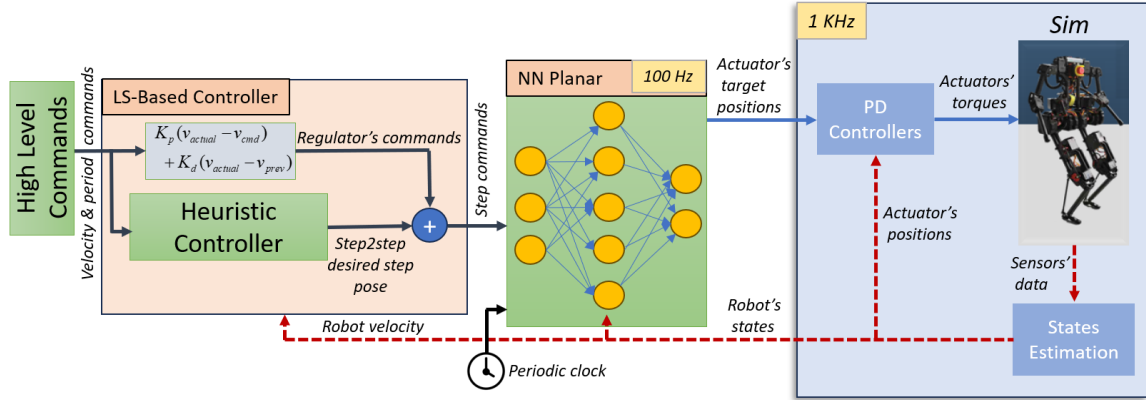 High Level
Commands
Velocity & period commands
LS-Based Controller
K_p(v_actual − v_cmd)
+ K_d(v_actual − v_prev)
Regulator's commands
Heuristic
Controller
+
Step2step
desired step
pose
Step commands
NN Planar
100 Hz
Actuator's
target
positions
1 KHz
Sim
PD
Controllers
Actuators'
torques
Actuator's
positions
Sensors'
data
States
Estimation
Robot's
states
Robot velocity
Periodic clock